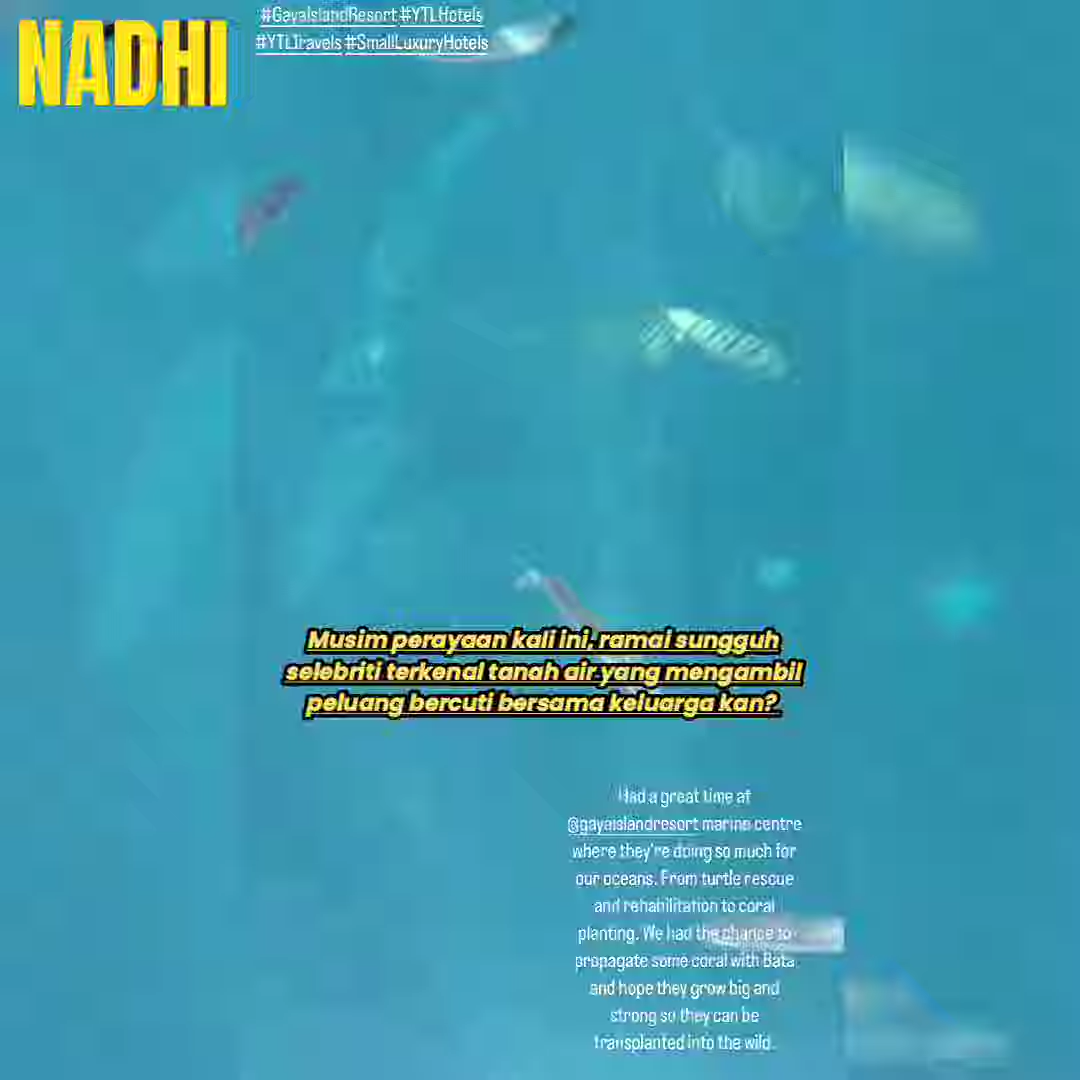 NADHI
#GayaIslandResort #YTLHotels
#YTLTravels #SmallLuxuryHotels
Musim perayaan kali ini, ramai sungguh
selebriti terkenal tanah air yang mengambil
peluang bercuti bersama keluarga kan?
Had a great time at
@gayaislandresort marine centre
where they're doing so much for
our oceans. From turtle rescue
and rehabilitation to coral
planting. We had the chance to
propagate some coral with Bata
and hope they grow big and
strong so they can be
transplanted into the wild.